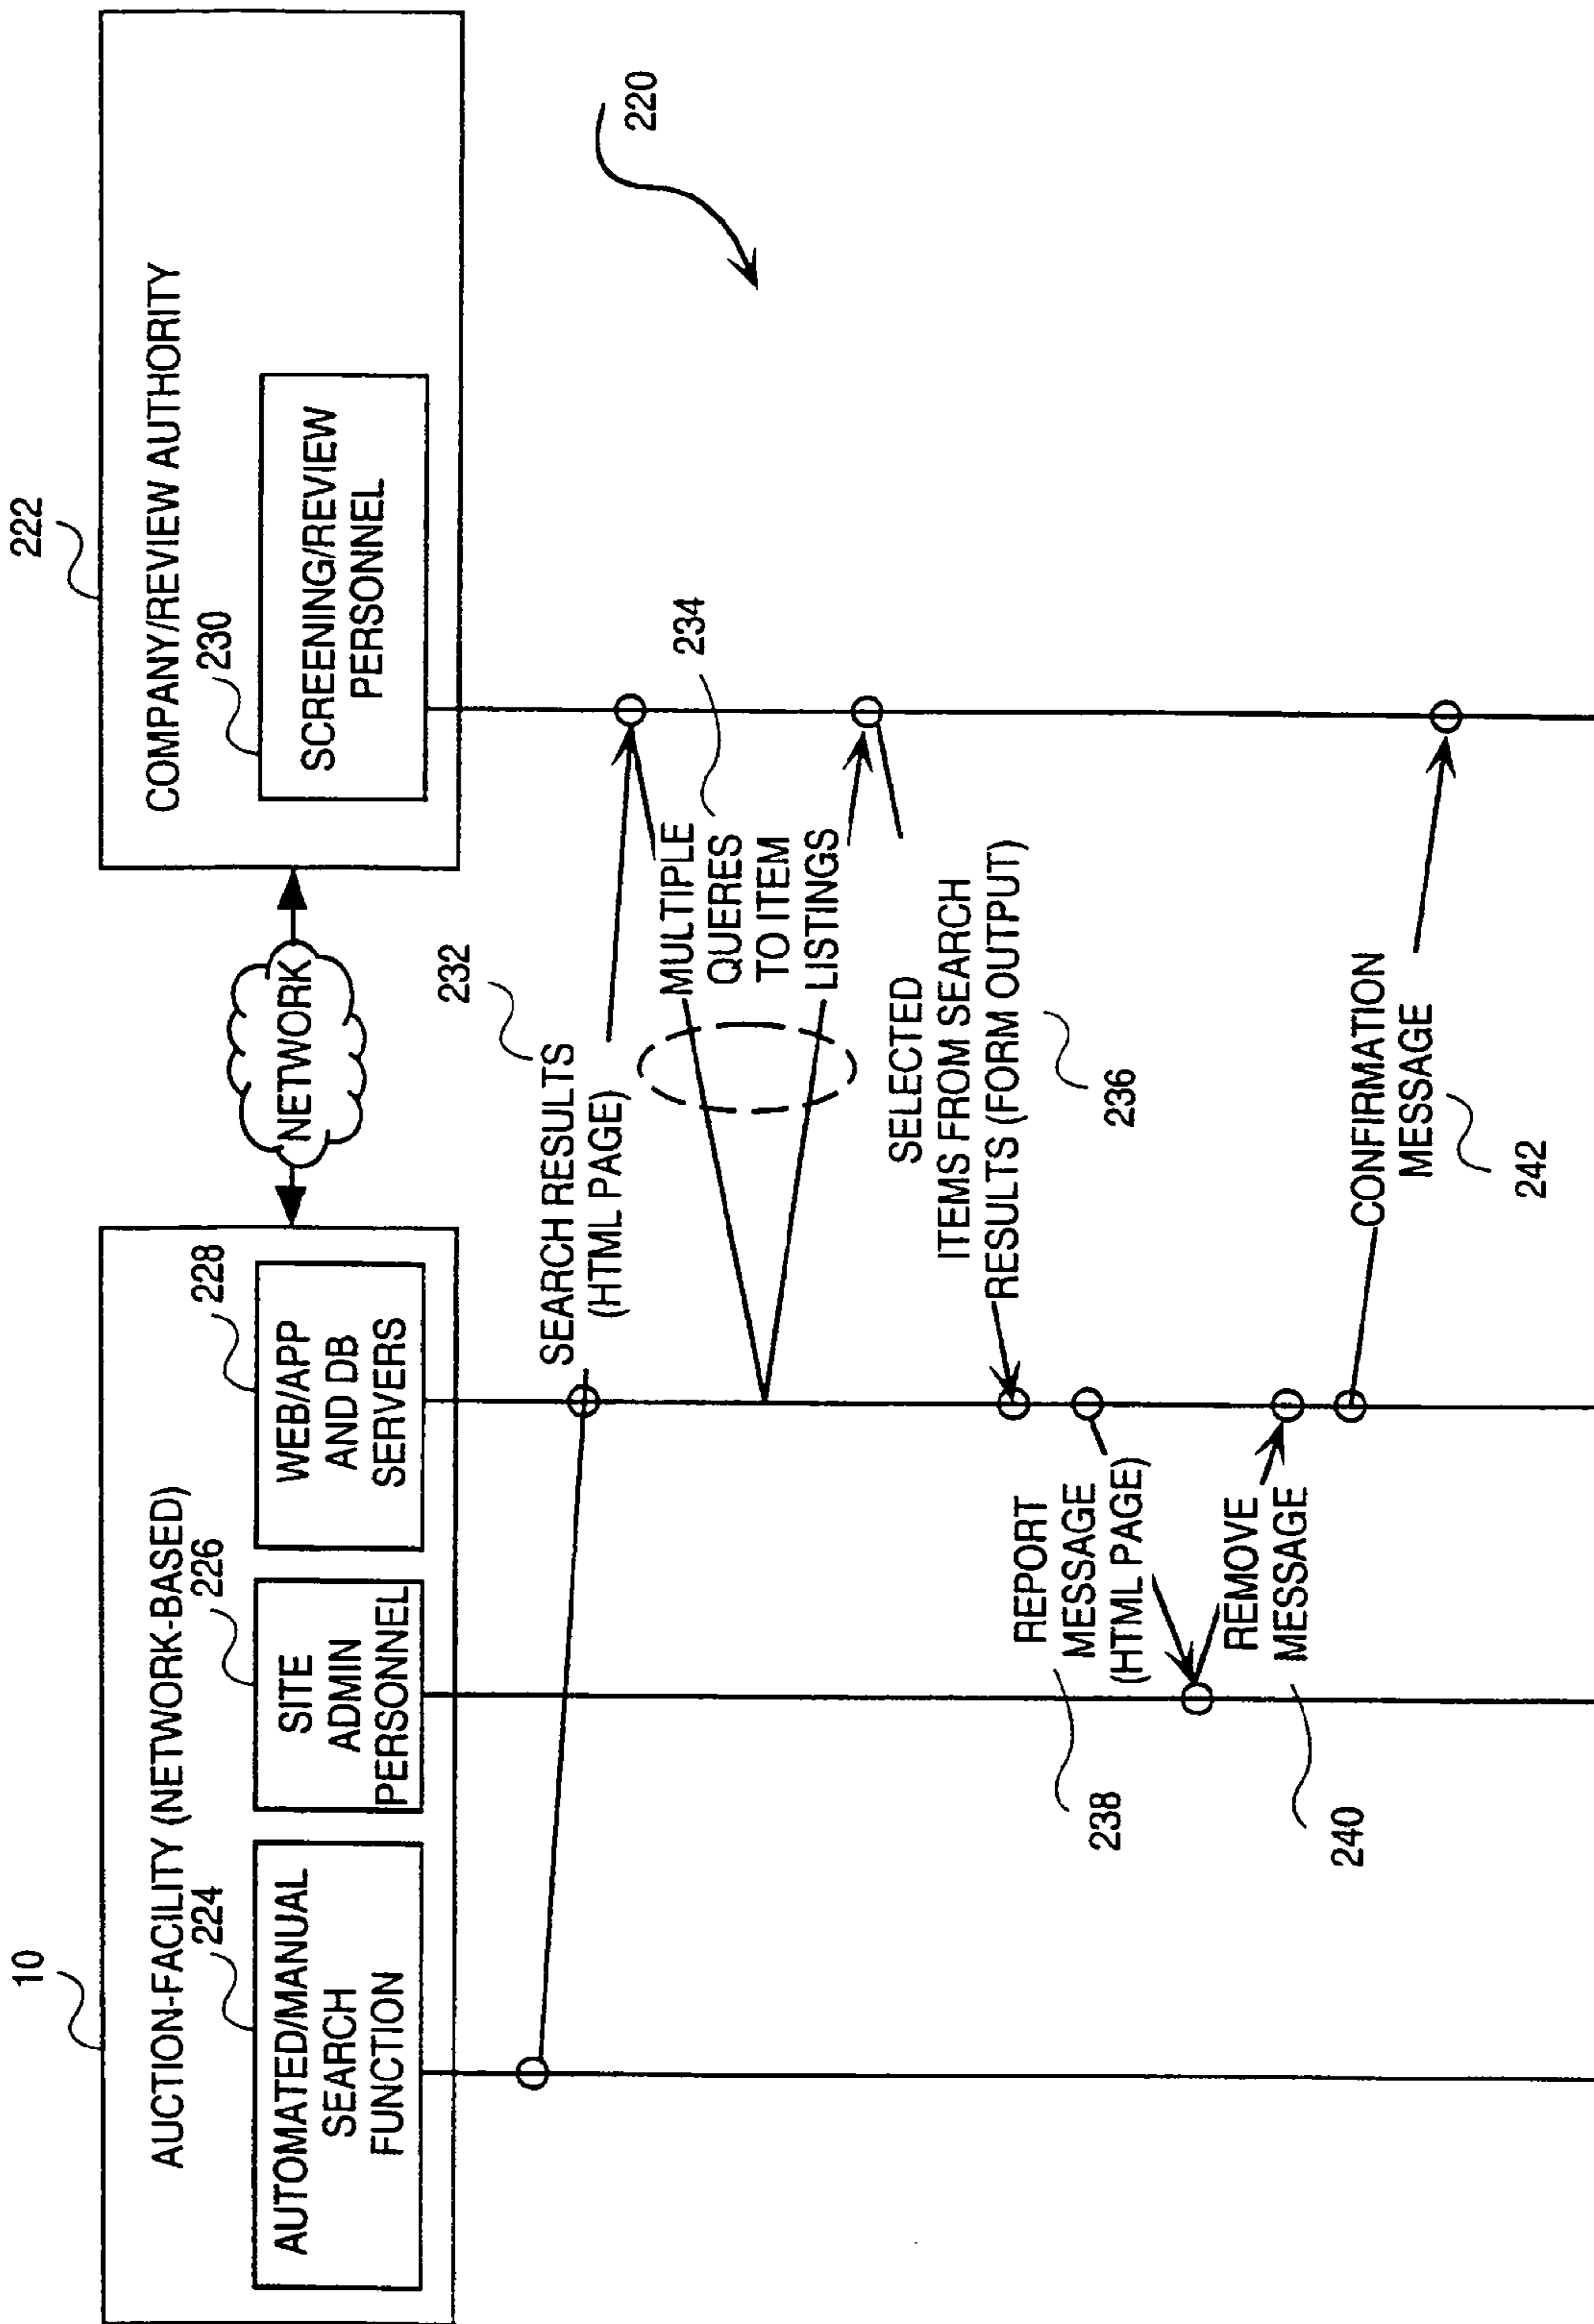 10
222
AUCTION-FACILITY (NETWORK-BASED)
224
226
228
AUTOMATED/MANUAL
SEARCH
FUNCTION
SITE
ADMIN
PERSONNEL
WEB/APP
AND DB
SERVERS
NETWORK
COMPANY/REVIEW AUTHORITY
230
SCREENING/REVIEW
PERSONNEL
232
SEARCH RESULTS
(HTML PAGE)
220
234
MULTIPLE
QUERES
TO ITEM
LISTINGS
SELECTED
ITEMS FROM SEARCH
RESULTS (FORM OUTPUT)
236
REPORT
MESSAGE
(HTML PAGE)
238
REMOVE
MESSAGE
240
CONFIRMATION
MESSAGE
242